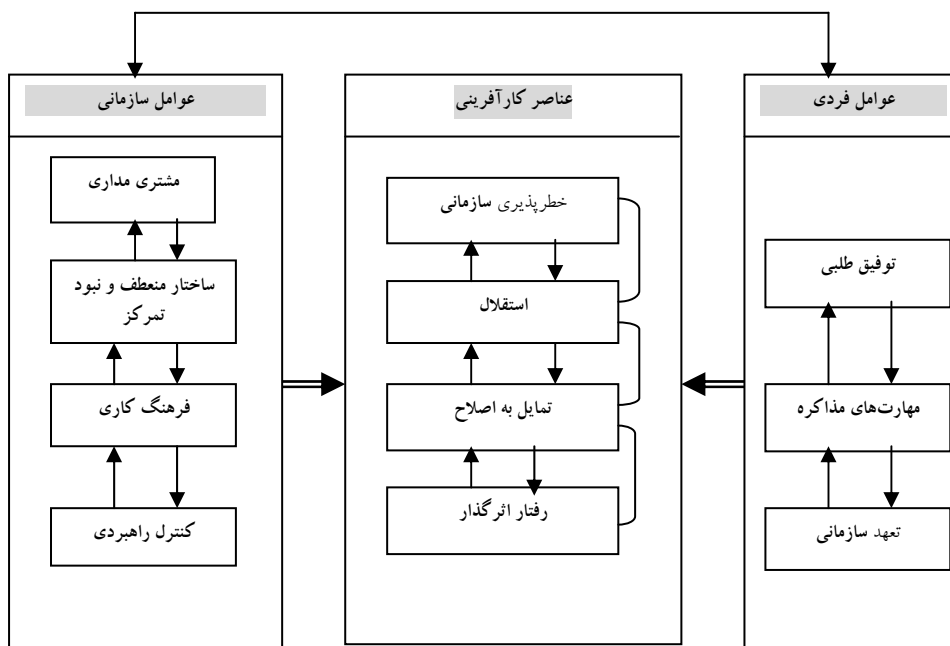 عوامل فردی
توفیق طلبی
مهارت‌های مذاکره
تعهد سازمانی
عناصر کارآفرینی
خطرپذیری سازمانی
استقلال
تمایل به اصلاح
رفتار اثرگذار
عوامل سازمانی
مشتری مداری
ساختار منعطف و نبود
تمرکز
فرهنگ کاری
کنترل راهبردی